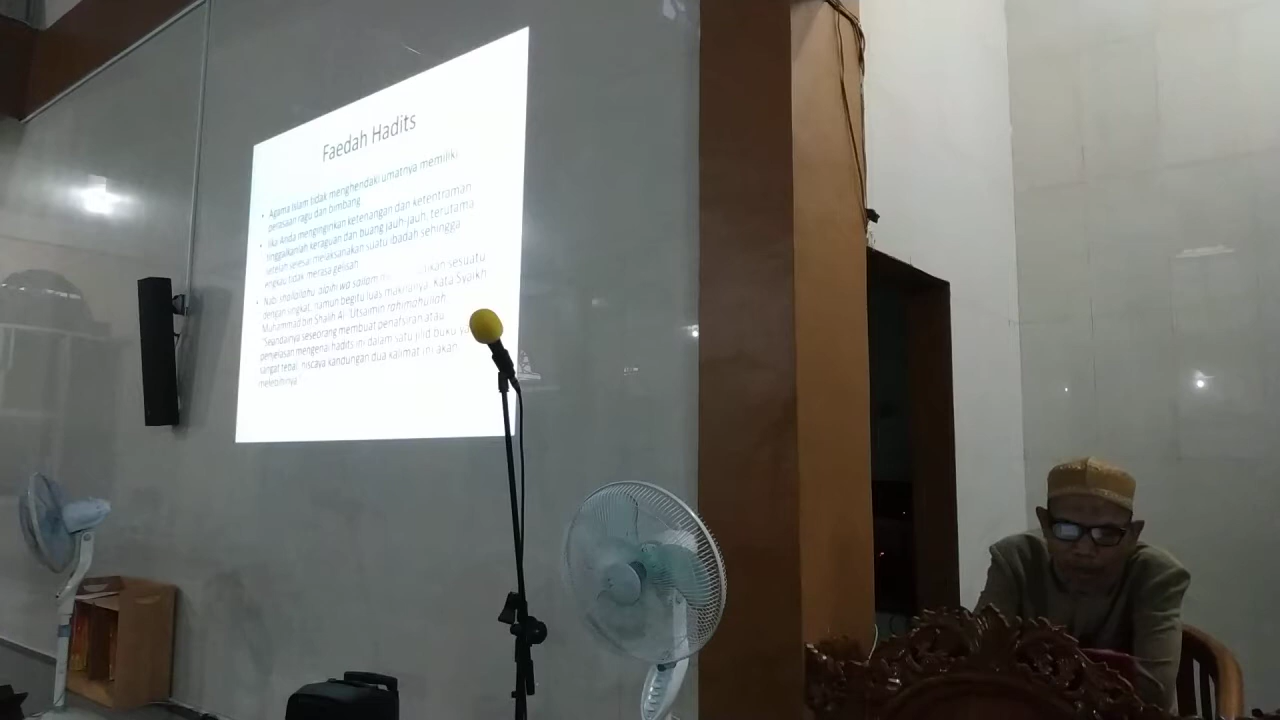 Faedah Hadits
• Agama Islam tidak menghendaki umatnya memiliki
perasaan ragu dan bimbang.
• Jika Anda menginginkan ketenangan dan ketentraman
tinggalkanlah keraguan dan buang jauh-jauh, terutama
setelah selesai melaksanakan suatu ibadah sehingga
engkau tidak merasa gelisah.
• Nabi shallallahu 'alaihi wa sallam sesuatu
dengan singkat, namun begitu luas maknanya. Kata Syaikh
Muhammad bin Shalih Al-'Utsaimin rahimahullah
"Seandainya seseorang membuat penafsiran atau
penjelasan mengenai hadits ini dalam satu jilid buku
sangat tebal, niscaya kandungan dua kalimat ini akan
melebihinya"